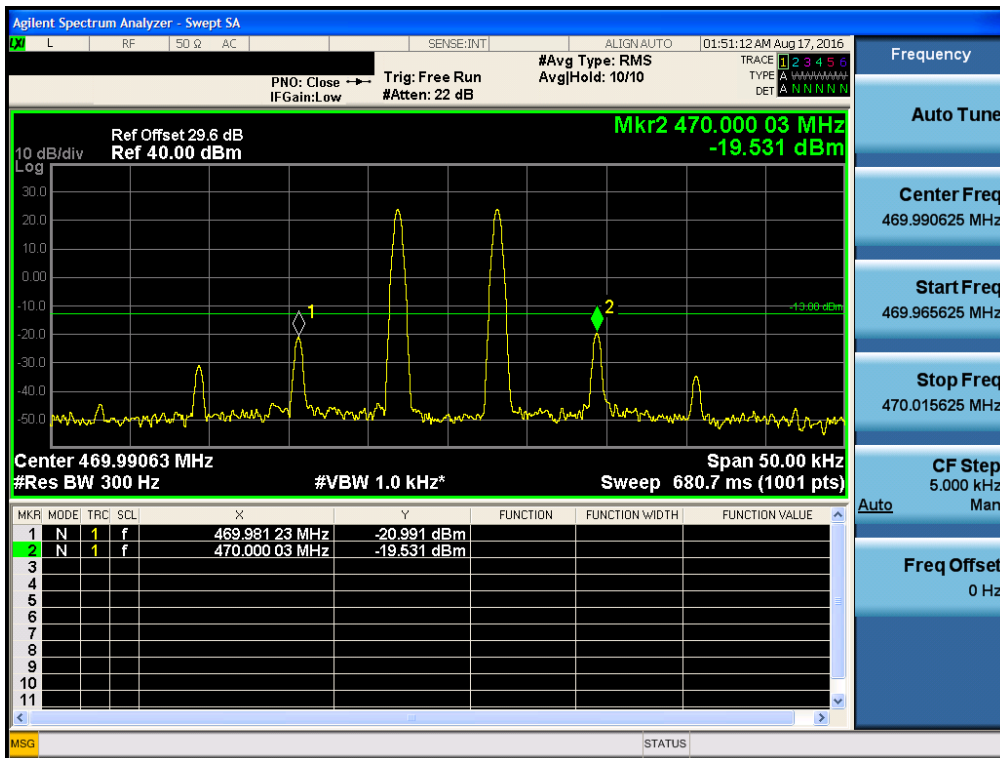 Agilent Spectrum Analyzer - Swept SA
LXI L RF 50 Ω AC SENSE:INT ALIGN AUTO 01:51:12 AM Aug 17, 2016
PNO: Close
IFGain:Low
Trig: Free Run
#Atten: 22 dB
#Avg Type: RMS
Avg|Hold: 10/10
TRACE 1 2 3 4 5 6
TYPE A WWWWW
DET A N N N N N
Mkr2 470.000 03 MHz
-19.531 dBm
Ref Offset 29.6 dB
10 dB/div Ref 40.00 dBm
Log
30.0
20.0
10.0
0.00
-10.0
-20.0
-30.0
-40.0
-50.0
1
2
-13.00 dBm
Center 469.99063 MHz Span 50.00 kHz
#Res BW 300 Hz #VBW 1.0 kHz* Sweep 680.7 ms (1001 pts)
MKR MODE TRC SCL X Y FUNCTION FUNCTION WIDTH FUNCTION VALUE
1 N 1 f 469.981 23 MHz -20.991 dBm
2 N 1 f 470.000 03 MHz -19.531 dBm
3
4
5
6
7
8
9
10
11
MSG STATUS
Frequency
Auto Tune
Center Freq
469.990625 MHz
Start Freq
469.965625 MHz
Stop Freq
470.015625 MHz
CF Step
5.000 kHz
Auto Man
Freq Offset
0 Hz